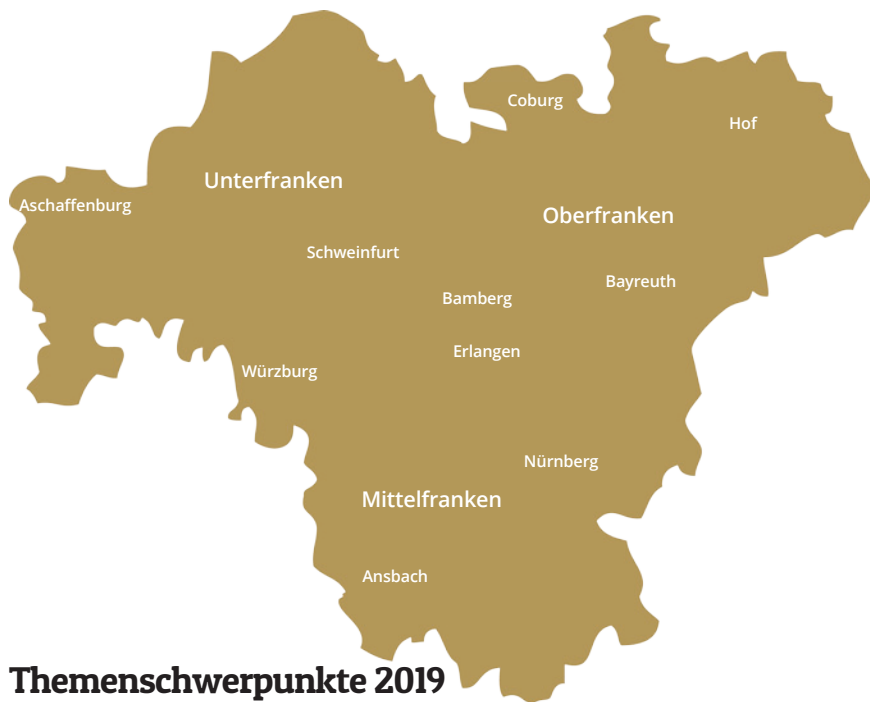 Coburg
Hof
Unterfranken
Aschaffenburg
Oberfranken
Schweinfurt
Bayreuth
Bamberg
Erlangen
Würzburg
Nürnberg
Mittelfranken
Ansbach
Themenschwerpunkte 2019